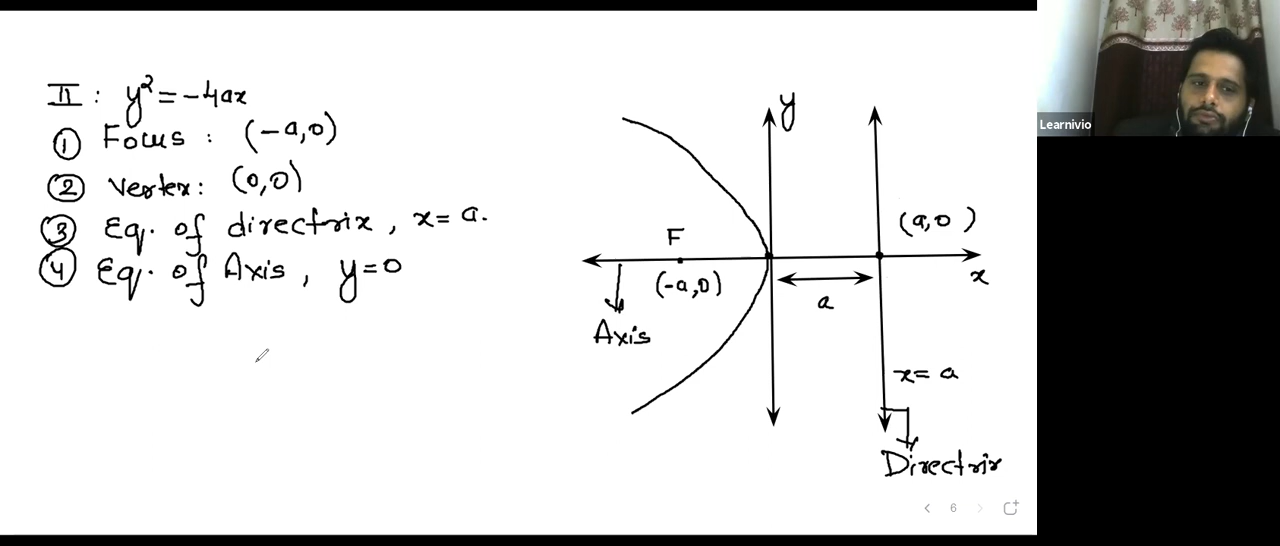 II : y² = -4ax
① Focus : (-a,0)
② Vertex: (0,0)
③ Eq. of directrix, x= a.
④ Eq. of Axis, y=0
y
(a,0)
F
(-a,0)
a
x
Axis
x= a
Directrix
6
Learnivio